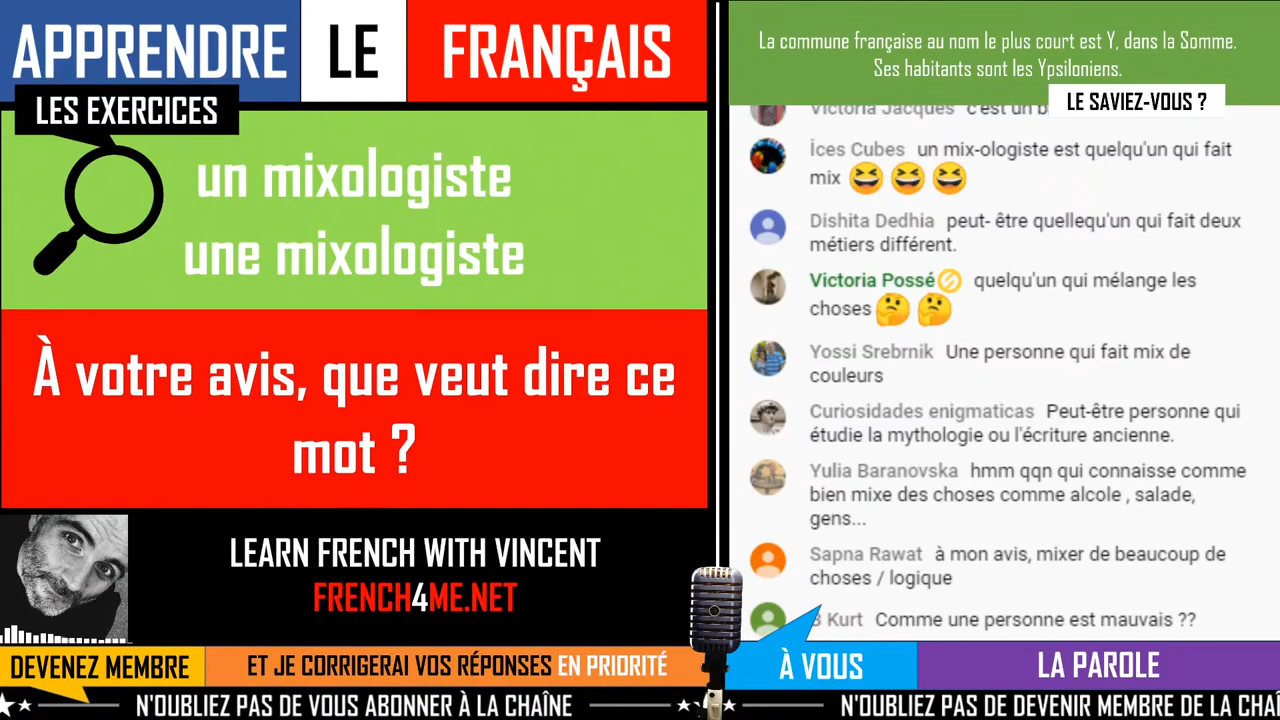 APPRENDRE LE FRANÇAIS
LES EXERCICES
un mixologiste
une mixologiste
À votre avis, que veut dire ce
mot ?
LEARN FRENCH WITH VINCENT
FRENCH4ME.NET
DEVENEZ MEMBRE
ET JE CORRIGERAI VOS RÉPONSES EN PRIORITÉ
La commune française au nom le plus court est Y, dans la Somme.
Ses habitants sont les Ypsiloniens.
LE SAVIEZ-VOUS ?
Victoria Jacques c'est un
İces Cubes un mix-ologiste est quelqu'un qui fait
mix 😆 😆 😆
Dishita Dedhia peut- être quellequ'un qui fait deux
métiers différent.
Victoria Possé quelqu'un qui mélange les
choses 🤔 🤔
Yossi Srebrnik Une personne qui fait mix de
couleurs
Curiosidades enigmaticas Peut-être personne qui
étudie la mythologie ou l'écriture ancienne.
Yulia Baranovska hmm qqn qui connaisse comme
bien mixe des choses comme alcole , salade,
gens...
Sapna Rawat à mon avis, mixer de beaucoup de
choses / logique
Kurt Comme une personne est mauvais ??
À VOUS
LA PAROLE
N'OUBLIEZ PAS DE VOUS ABONNER À LA CHAÎNE
N'OUBLIEZ PAS DE DEVENIR MEMBRE DE LA